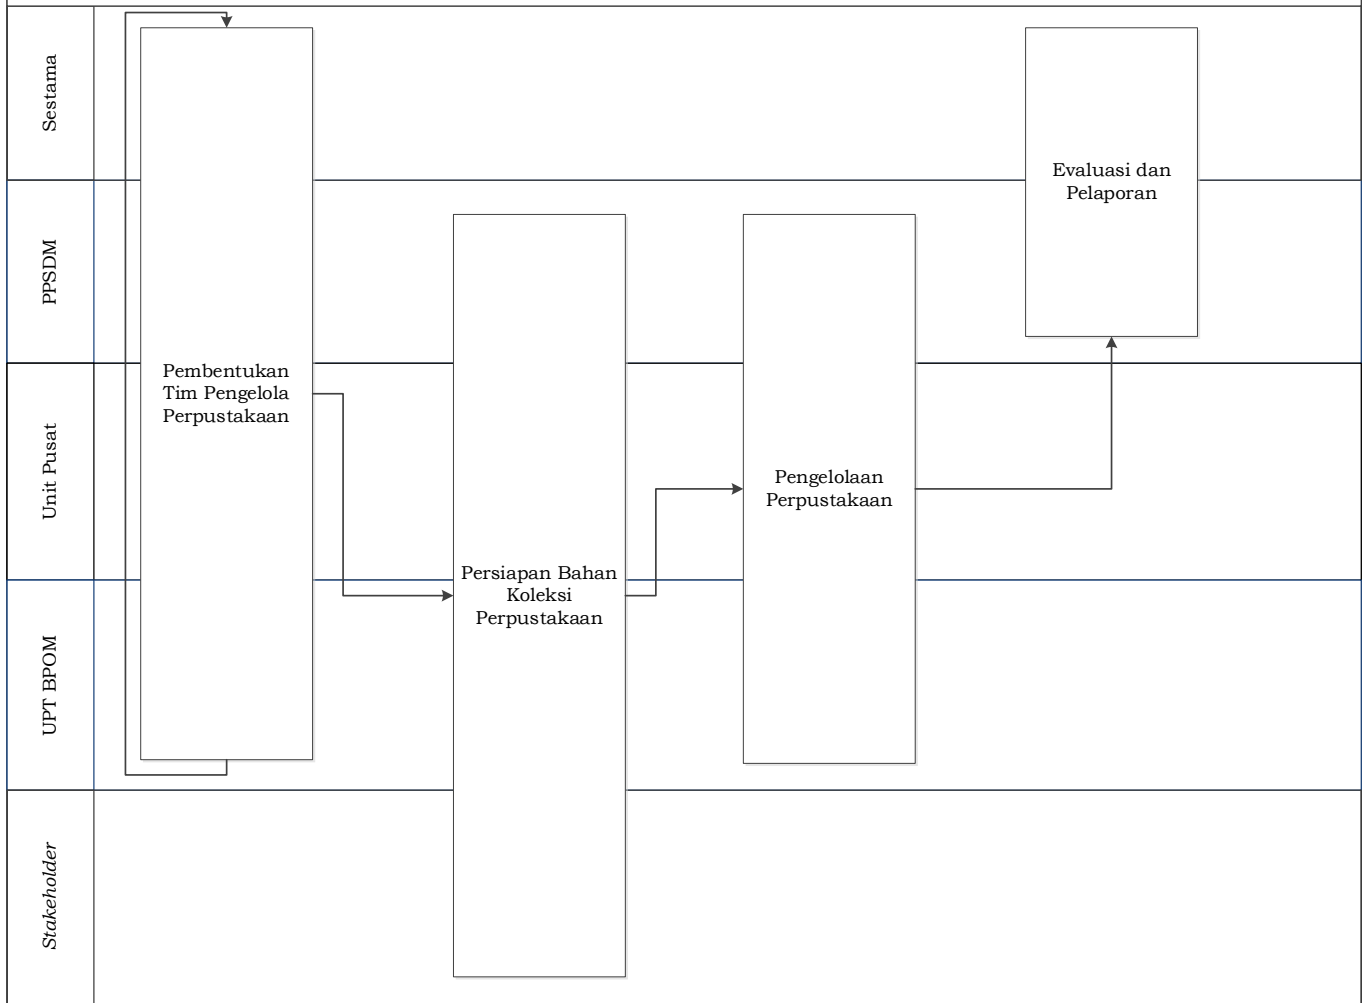 Sestama
PPSDM
Unit Pusat
UPT BPOM
Stakeholder
Pembentukan
Tim Pengelola
Perpustakaan
Persiapan Bahan
Koleksi
Perpustakaan
Pengelolaan
Perpustakaan
Evaluasi dan
Pelaporan